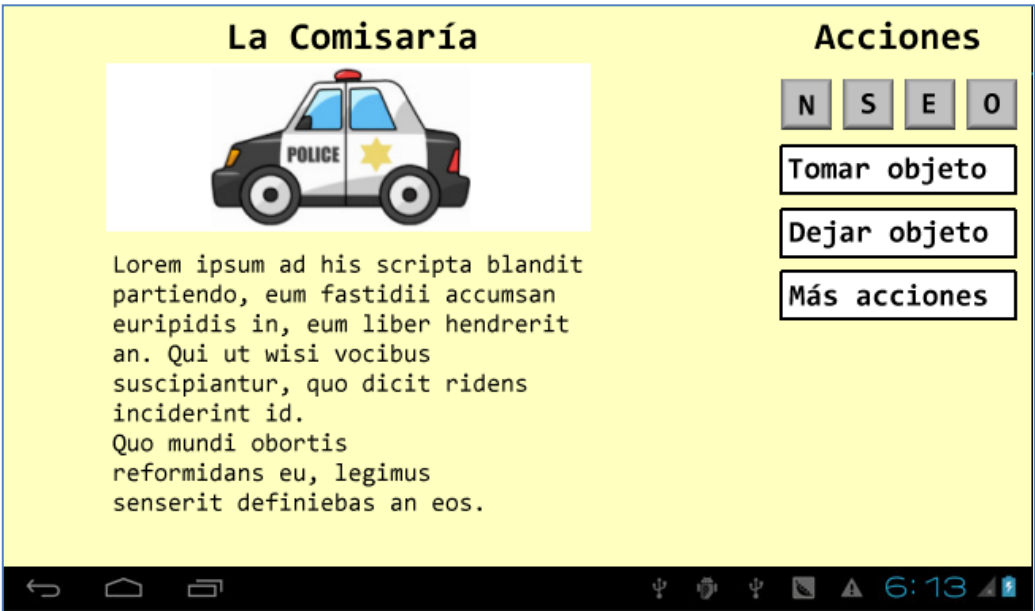 La Comisaría
POLICE
Lorem ipsum ad his scripta blandit
partiendo, eum fastidii accumsan
euripidis in, eum liber hendrerit
an. Qui ut wisi vocibus
suscipiantur, quo dicit ridens
inciderint id.
Quo mundi obortis
reformidans eu, legimus
senserit definiebas an eos.
Acciones
N S E O
Tomar objeto
Dejar objeto
Más acciones
6:13